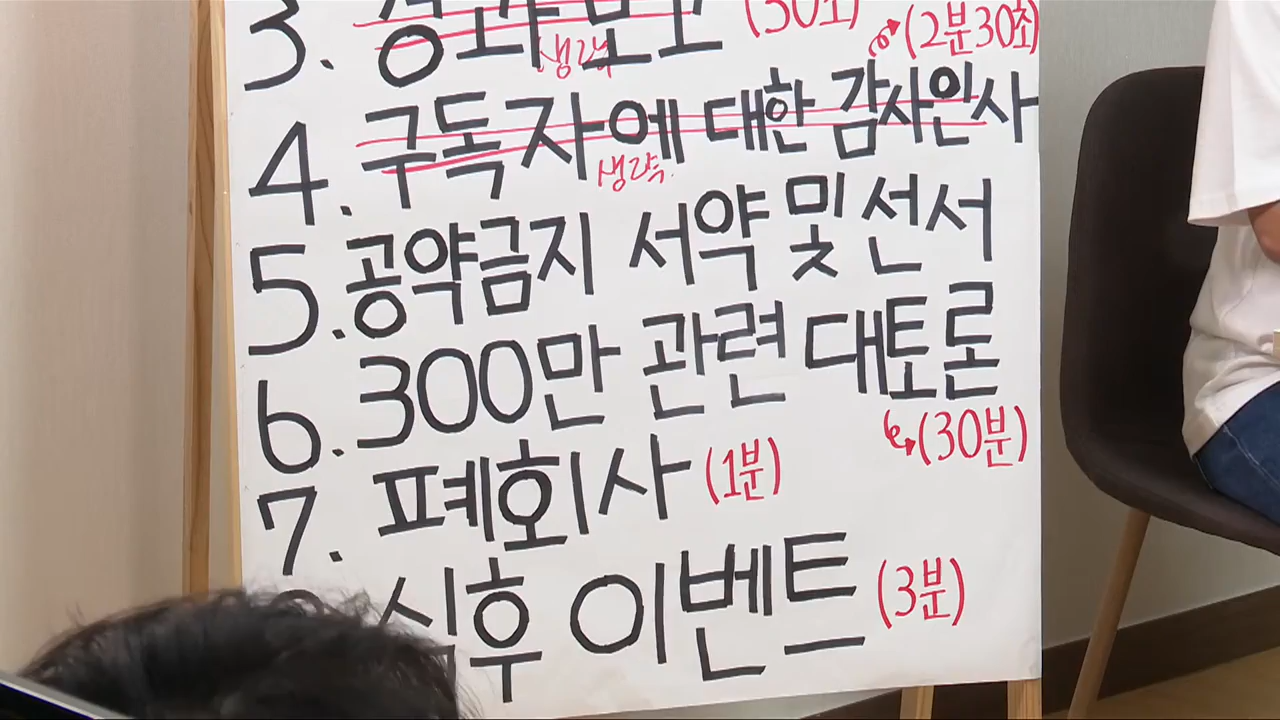 3. 경과 보고 (30초)
생략
(2분30초)
4. 구독자에 대한 감사인사
생략
5. 공약금지 서약 및 선서
6. 300만 관련 대토론
(30분)
7. 폐회사 (1분)
식후 이벤트 (3분)